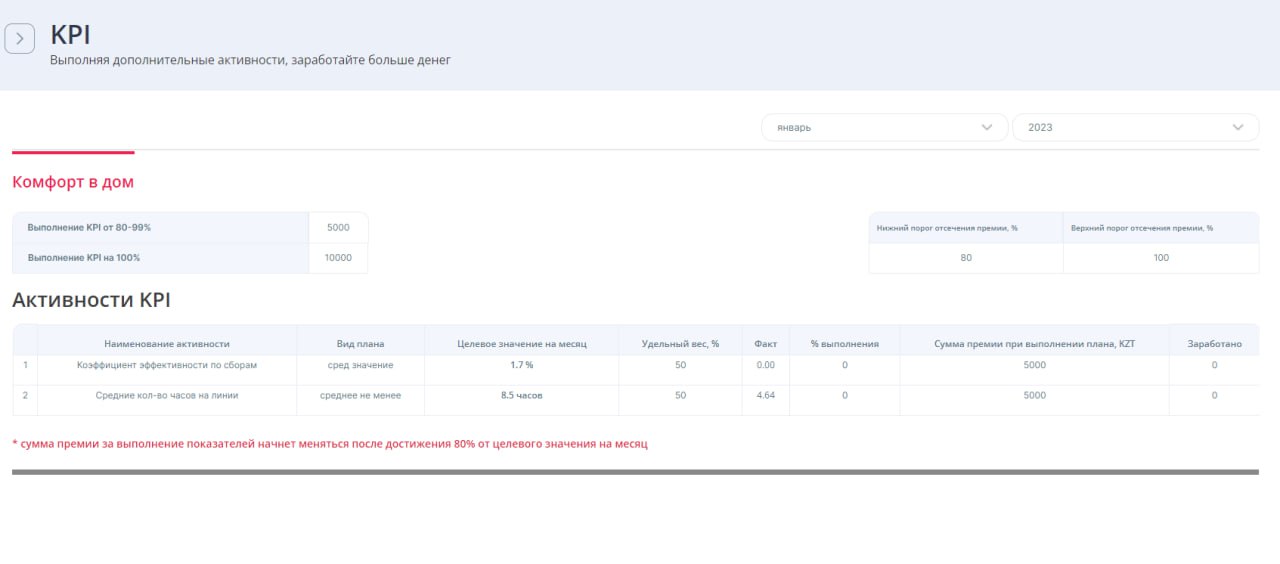 KPI
Выполняя дополнительные активности, заработайте больше денег
январь 2023
Комфорт в дом
Выполнение KPI от 80-99% 5000
Выполнение KPI на 100% 10000
Нижний порог отсечения премии, % Верхний порог отсечения премии, %
80 100
Активности KPI
Наименование активности Вид плана Целевое значение на месяц Удельный вес, % Факт % выполнения Сумма премии при выполнении плана, KZT Заработано
1 Коэффициент эффективности по сборам сред значение 1.7 % 50 0.00 0 5000 0
2 Средние кол-во часов на линии среднее не менее 8.5 часов 50 4.64 0 5000 0
* сумма премии за выполнение показателей начнет меняться после достижения 80% от целевого значения на месяц